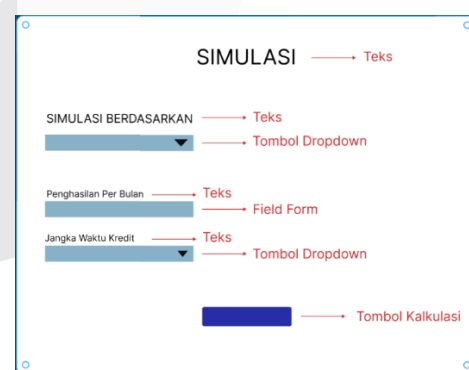 SIMULASI Teks
SIMULASI BERDASARKAN Teks
Tombol Dropdown
Penghasilan Per Bulan Teks
Field Form
Jangka Waktu Kredit Teks
Tombol Dropdown
Tombol Kalkulasi